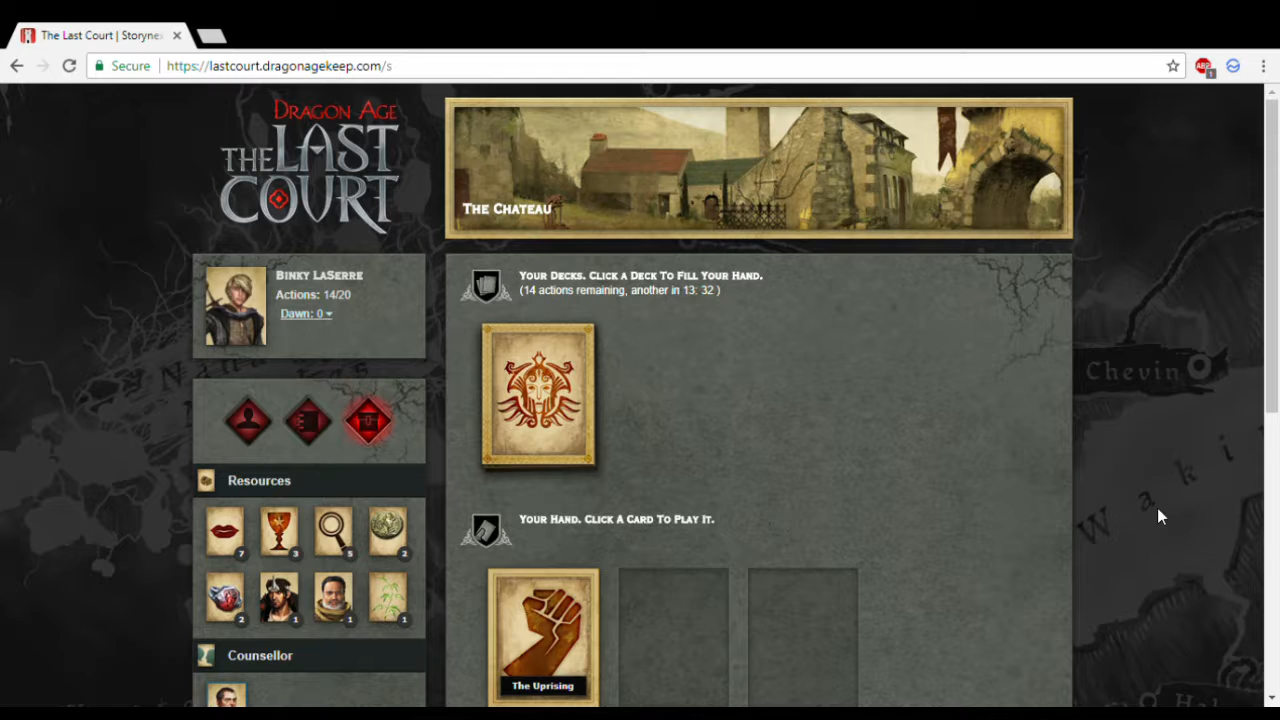 The Last Court | Storyne
Secure
https://lastcourt.dragonagekeep.com/s
ABP
1
DRAGON AGE
THE LAST
COURT
THE CHATEAU
BINKY LASERRE
Actions: 14/20
Dawn: 0
YOUR DECKS. CLICK A DECK TO FILL YOUR HAND.
(14 actions remaining, another in 13: 32 )
Chevin
Resources
7
3
5
2
2
1
1
1
YOUR HAND. CLICK A CARD TO PLAY IT.
Waki
The Uprising
Counsellor